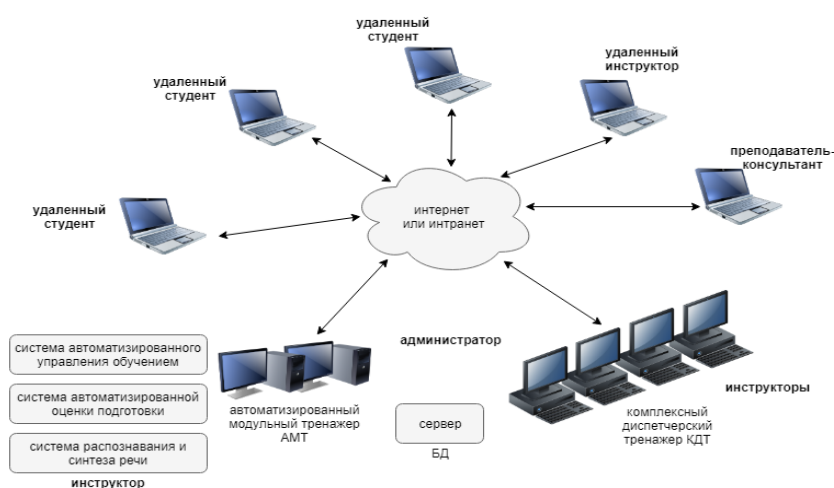 удаленный
студент
удаленный
студент
удаленный
инструктор
преподаватель-
консультант
удаленный
студент
интернет
или интранет
администратор
система автоматизированного
управления обучением
система автоматизированной
оценки подготовки
система распознавания и
синтеза речи
инструктор
автоматизированный
модульный тренажер
АМТ
сервер
БД
инструкторы
комплексный
диспетчерский
тренажер КДТ